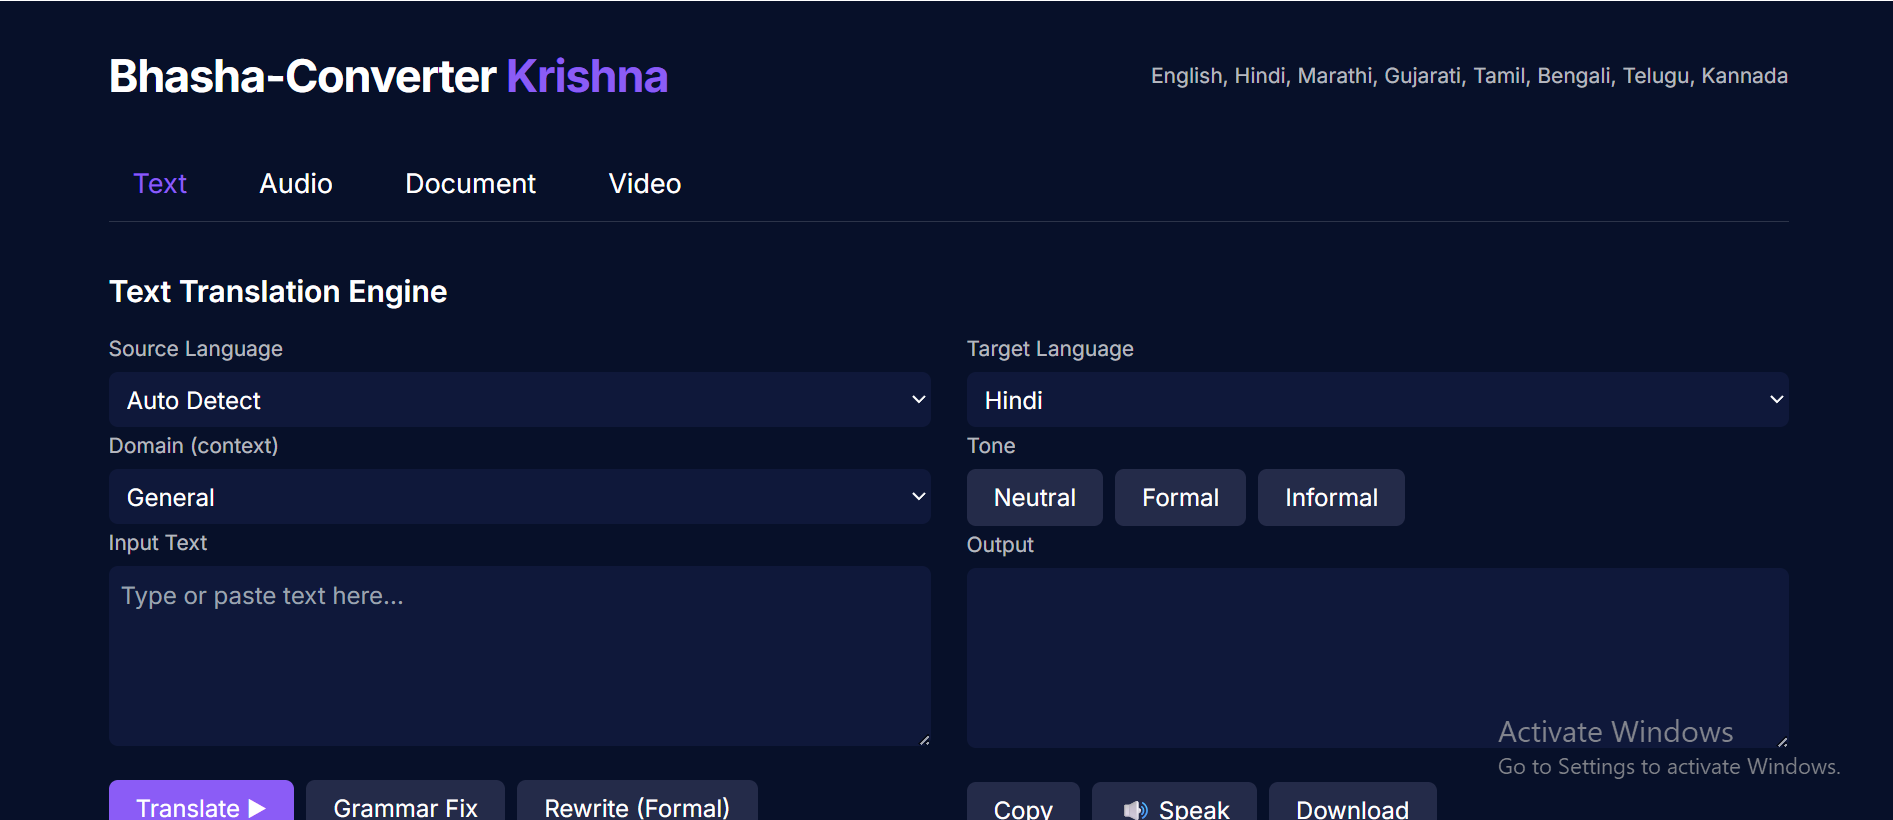 Bhasha-Converter Krishna
English, Hindi, Marathi, Gujarati, Tamil, Bengali, Telugu, Kannada
Text
Audio
Document
Video
Text Translation Engine
Source Language
Target Language
Auto Detect
Hindi
Domain (context)
Tone
General
Neutral
Formal
Informal
Input Text
Output
Type or paste text here...
Activate Windows
Go to Settings to activate Windows.
Translate ▶
Grammar Fix
Rewrite (Formal)
Copy
🔊 Speak
Download